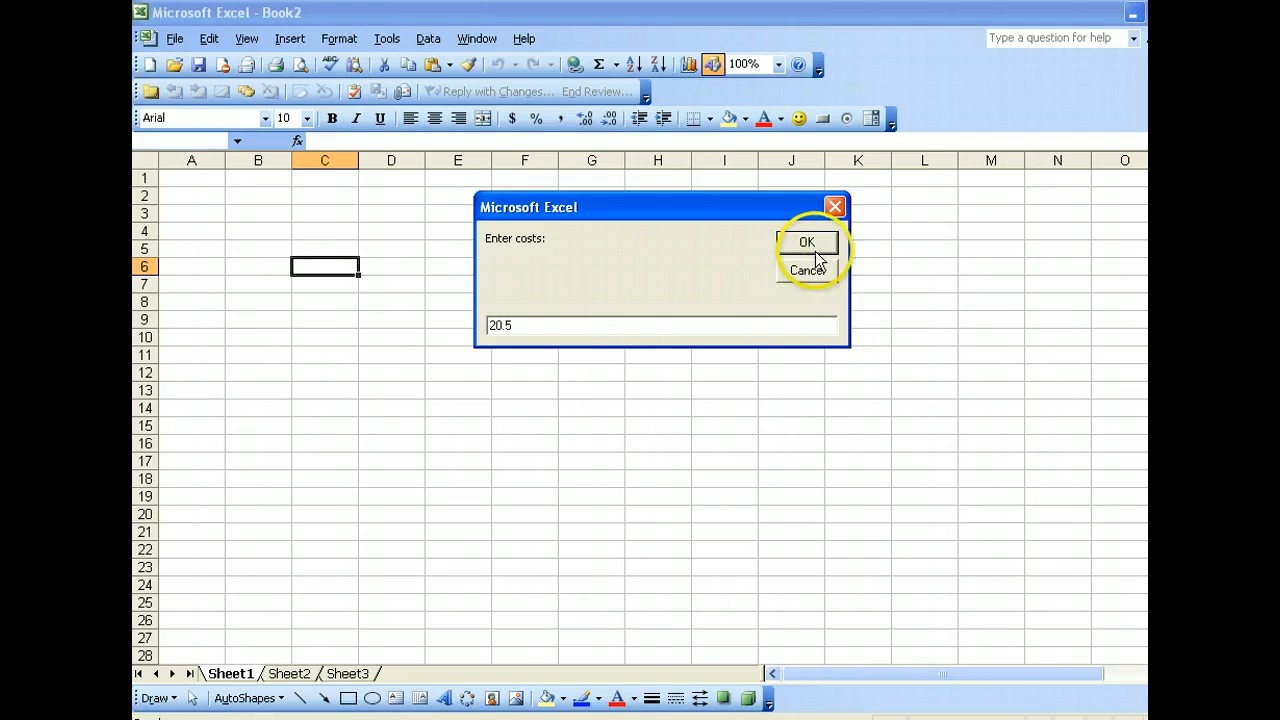 Microsoft Excel - Book2
File Edit View Insert Format Tools Data Window Help Type a question for help
100%
Reply with Changes... End Review...
Arial 10 B I U $ % ,
fx
A B C D E F G H I J K L M N O
1
2
3
4
5
6
7
8
9
10
11
12
13
14
15
16
17
18
19
20
21
22
23
24
25
26
27
28
Microsoft Excel
Enter costs:
OK
Cancel
20.5
Sheet1 Sheet2 Sheet3
Draw AutoShapes